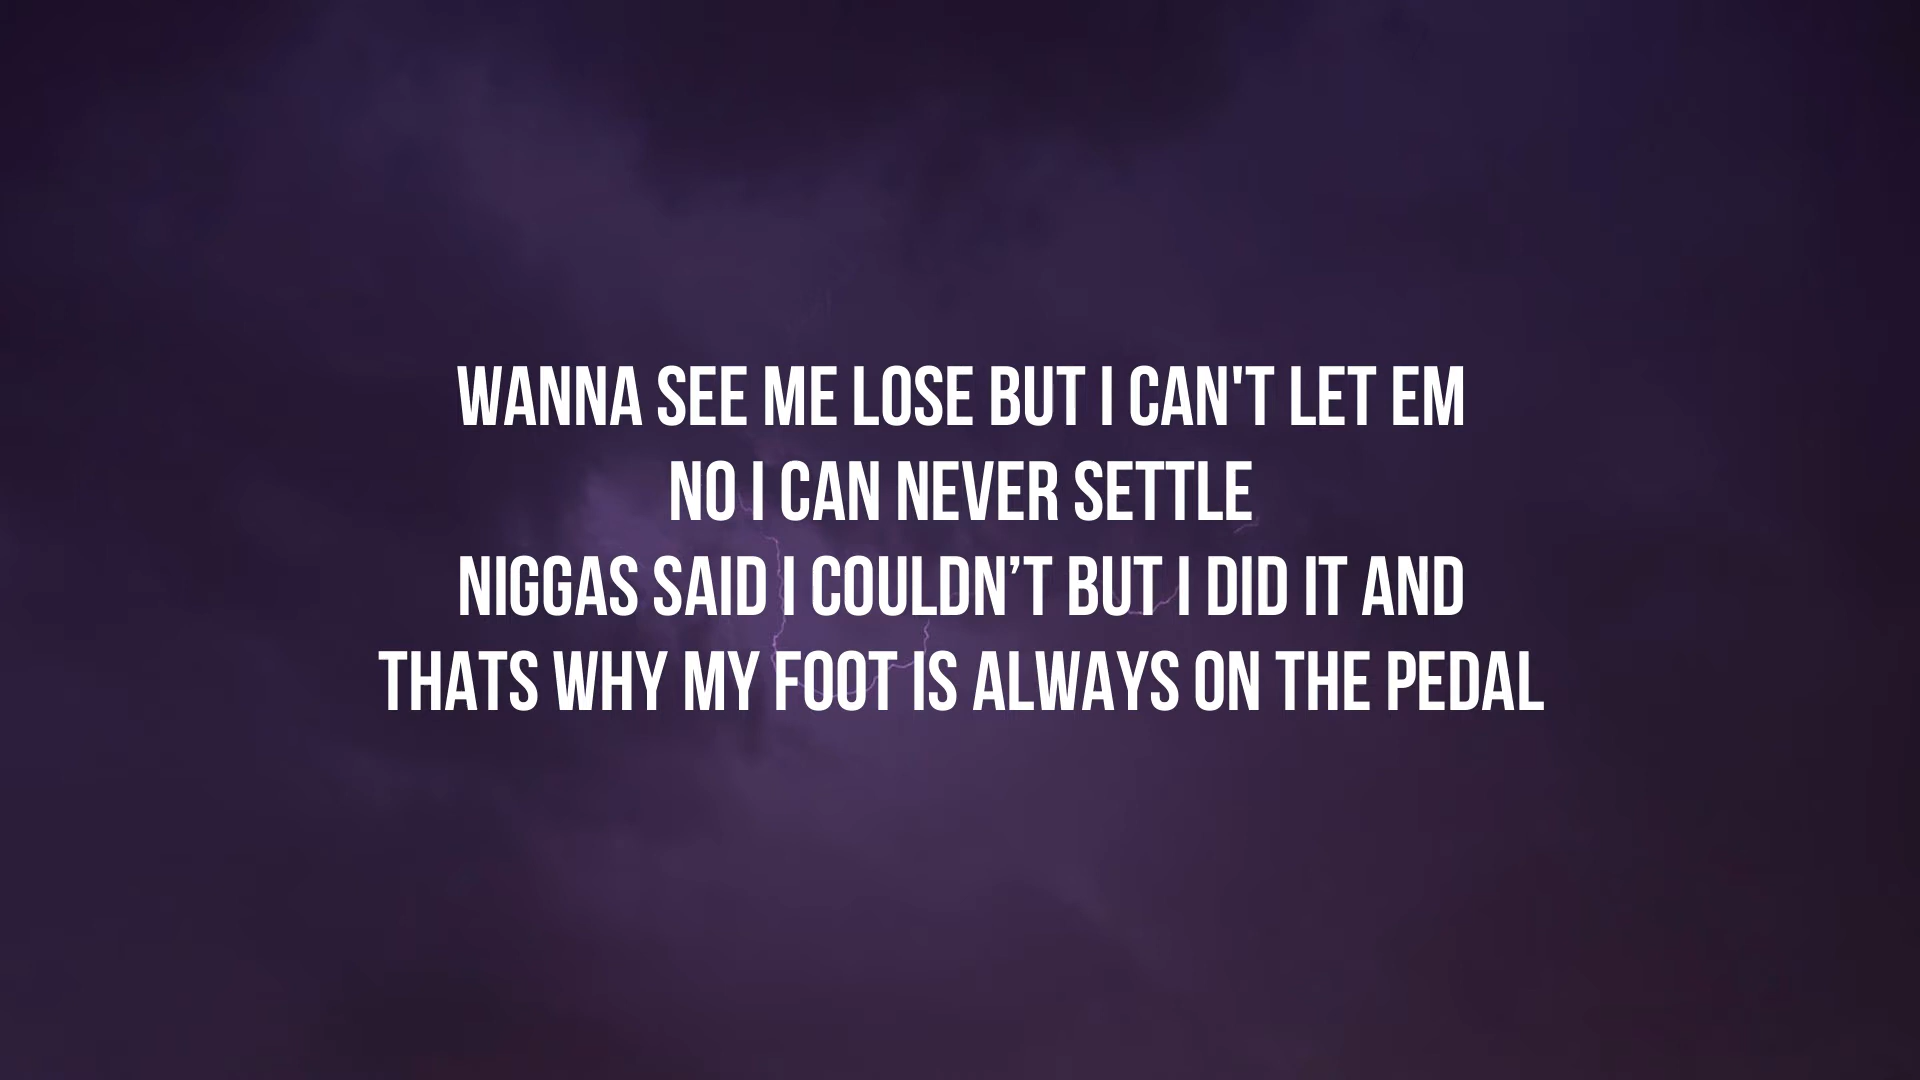 WANNA SEE ME LOSE BUT I CAN'T LET EM
NO I CAN NEVER SETTLE
NIGGAS SAID I COULDN’T BUT I DID IT AND
THATS WHY MY FOOT IS ALWAYS ON THE PEDAL